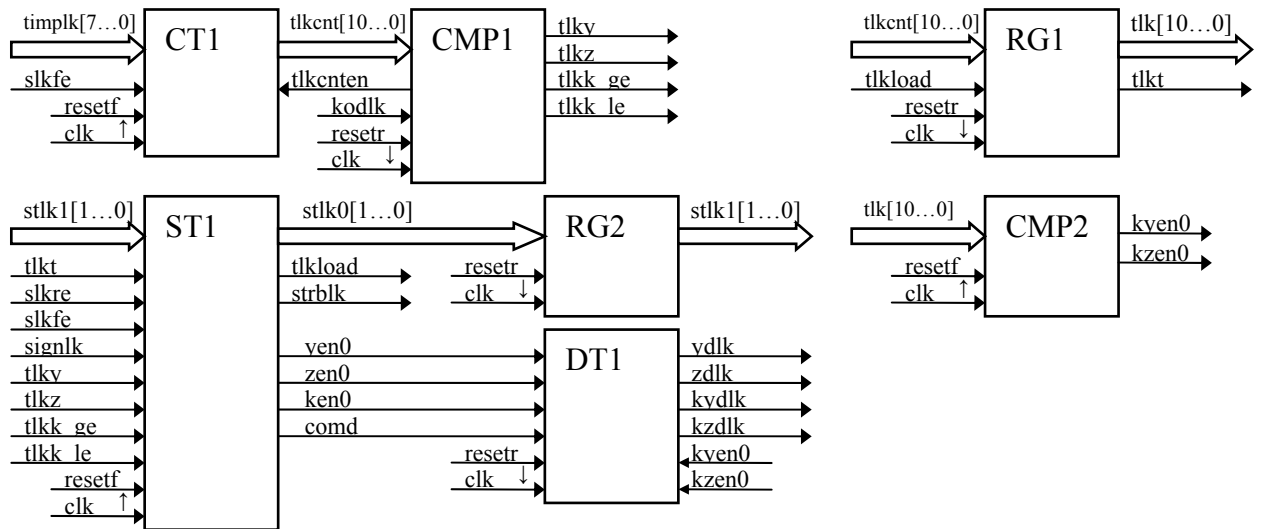 timplk[7…0]
slkfe
resetf
clk ↑
CT1
tlkcnt[10…0]
tlkcnten
kodlk
resetr
clk ↓
CMP1
tlky
tlkz
tlkk_ge
tlkk_le
tlkcnt[10…0]
tlkload
resetr
clk ↓
RG1
tlk[10…0]
tlkt
stlk1[1…0]
tlkt
slkre
slkfe
signlk
tlky
tlkz
tlkk_ge
tlkk_le
resetf
clk ↑
ST1
stlk0[1…0]
tlkload
strblk
yen0
zen0
ken0
comd
resetr
clk ↓
RG2
stlk1[1…0]
resetr
clk ↓
DT1
ydlk
zdlk
kydlk
kzdlk
kyen0
kzen0
tlk[10…0]
resetf
clk ↑
CMP2
kyen0
kzen0